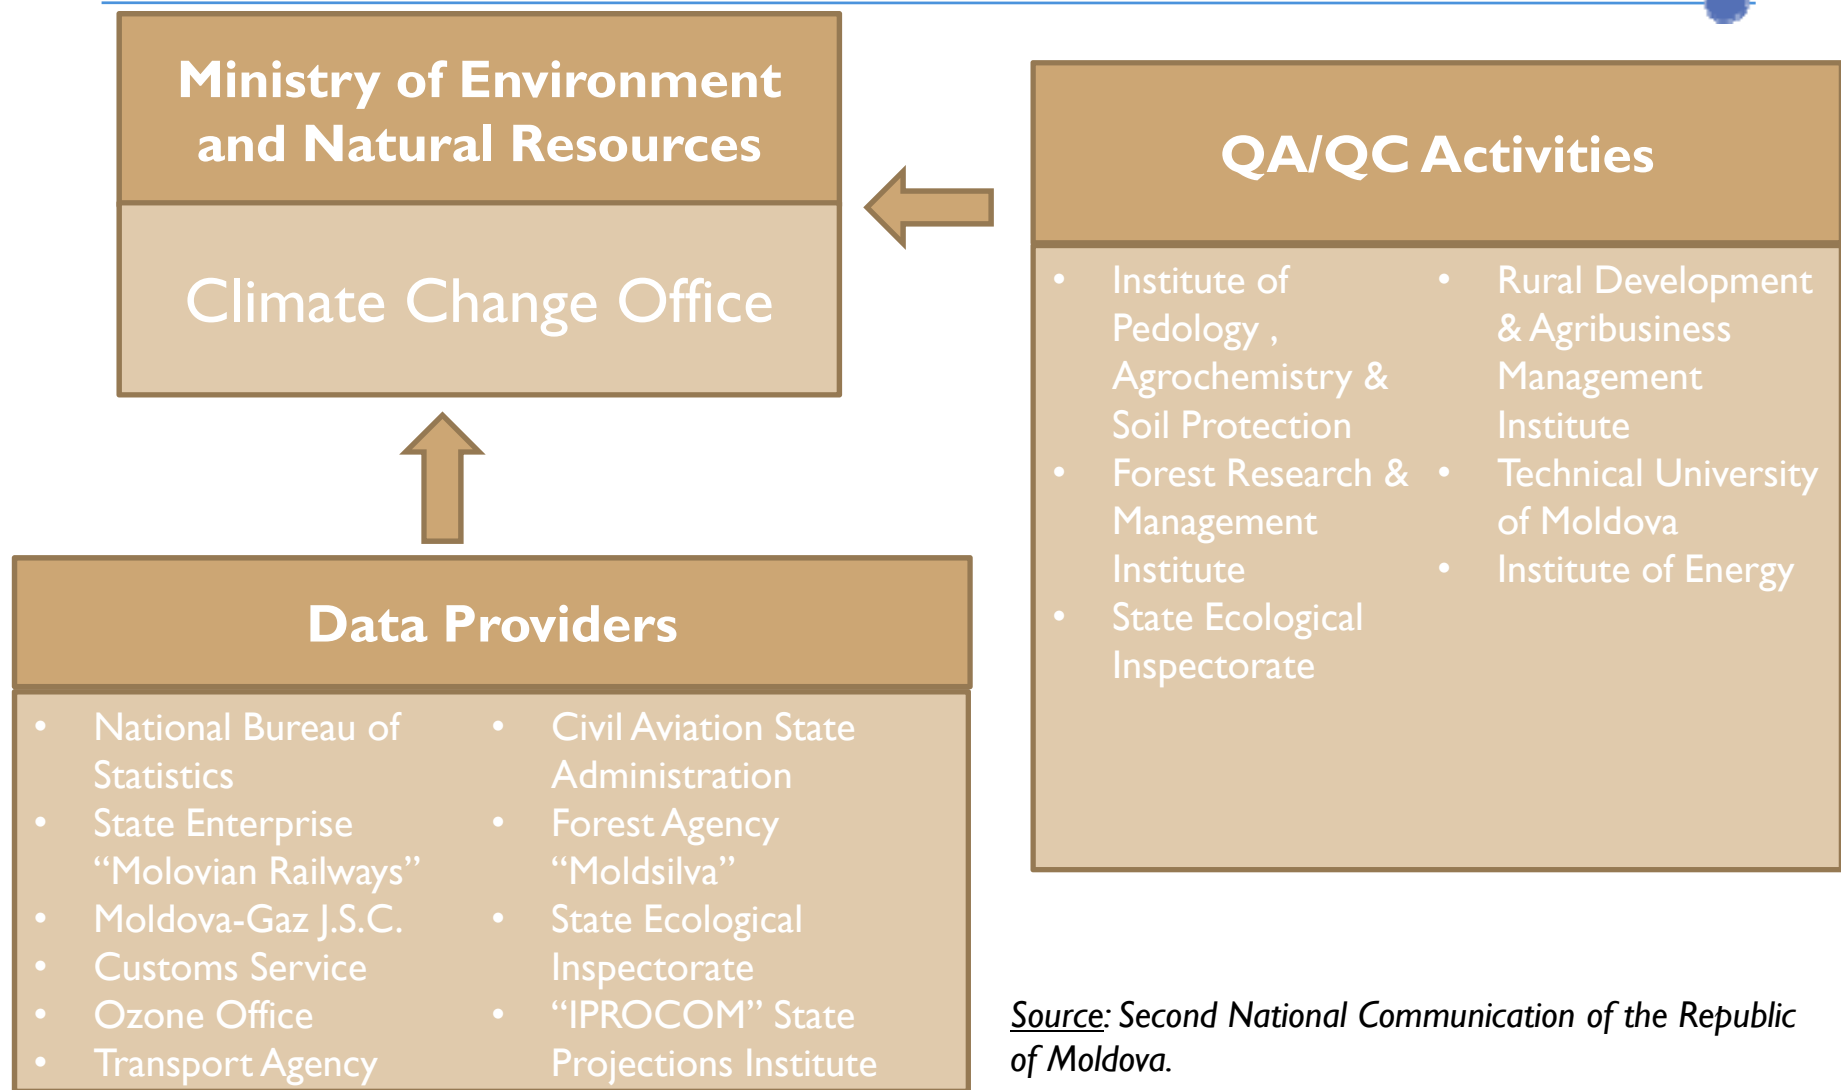 Ministry of Environment
and Natural Resources
Climate Change Office
QA/QC Activities
• Institute of
Pedology ,
Agrochemistry &
Soil Protection
• Forest Research &
Management
Institute
• State Ecological
Inspectorate
• Rural Development
& Agribusiness
Management
Institute
• Technical University
of Moldova
• Institute of Energy
Data Providers
• National Bureau of
Statistics
• State Enterprise
“Molovian Railways”
• Moldova-Gaz J.S.C.
• Customs Service
• Ozone Office
• Transport Agency
• Civil Aviation State
Administration
• Forest Agency
“Moldsilva”
• State Ecological
Inspectorate
• “IPROCOM” State
Projections Institute
Source: Second National Communication of the Republic
of Moldova.